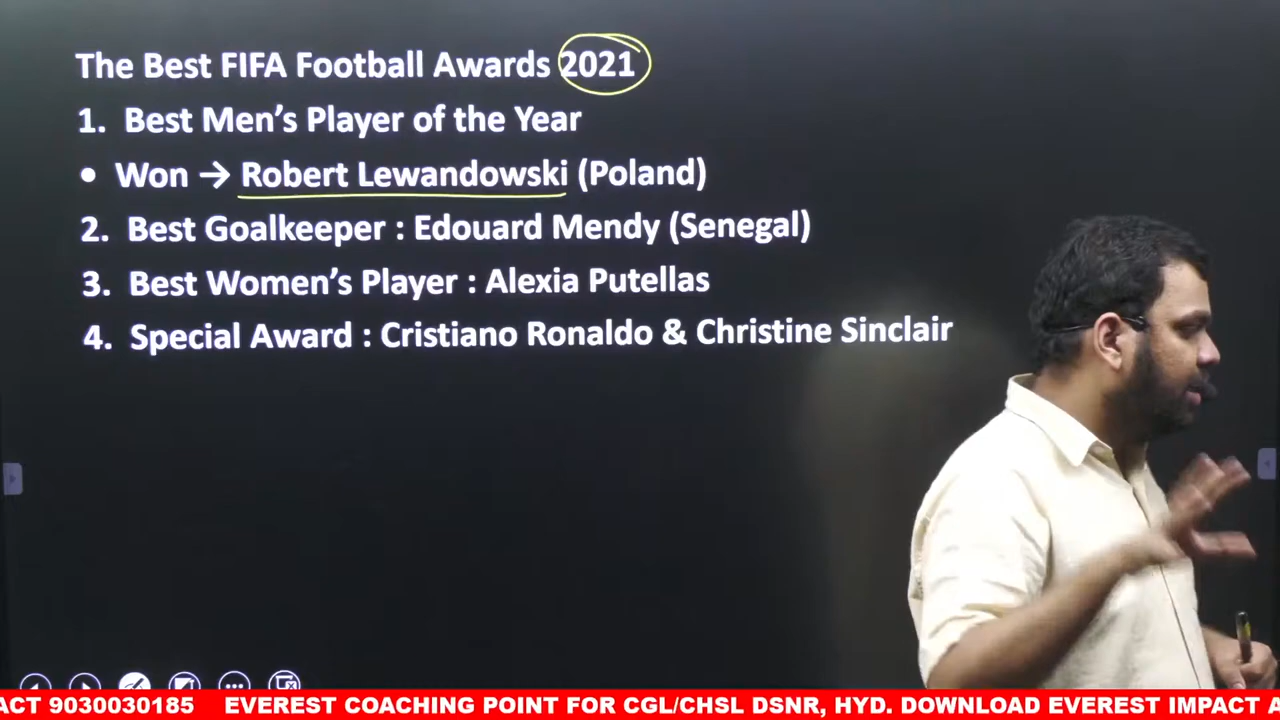 The Best FIFA Football Awards 2021
1. Best Men's Player of the Year
• Won → Robert Lewandowski (Poland)
2. Best Goalkeeper : Edouard Mendy (Senegal)
3. Best Women's Player : Alexia Putellas
4. Special Award : Cristiano Ronaldo & Christine Sinclair
ACT 9030030185 EVEREST COACHING POINT FOR CGL/CHSL DSNR, HYD. DOWNLOAD EVEREST IMPACT A